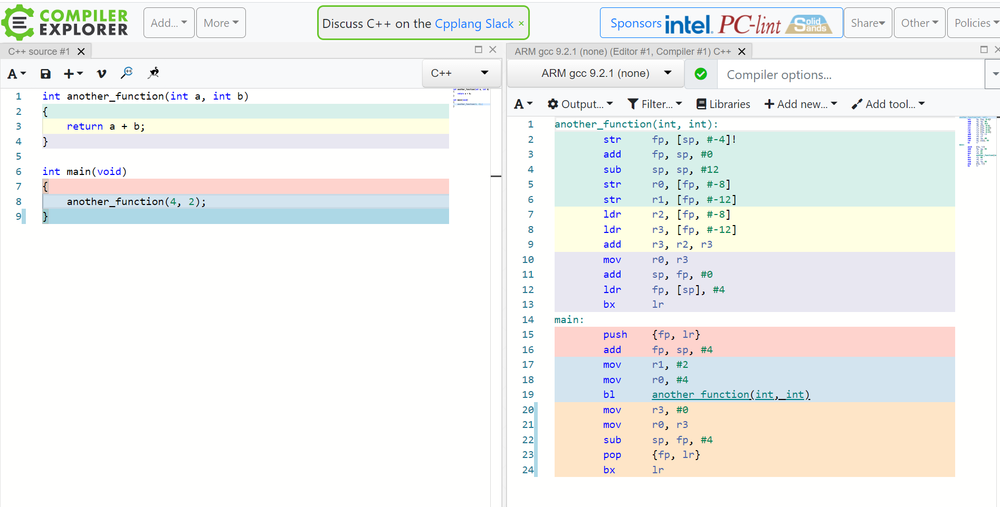 COMPILER EXPLORER Add... More Discuss C++ on the Cpplang Slack × Sponsors intel. PC-lint Solid Sands Share Other Policies
C++ source #1
A + C++
1 int another_function(int a, int b)
2 {
3 return a + b;
4 }
5
6 int main(void)
7 {
8 another_function(4, 2);
9 }
ARM gcc 9.2.1 (none) (Editor #1, Compiler #1) C++
ARM gcc 9.2.1 (none) Compiler options...
A Output... Filter... Libraries + Add new... Add tool...
1 another_function(int, int):
2 str fp, [sp, #-4]!
3 add fp, sp, #0
4 sub sp, sp, #12
5 str r0, [fp, #-8]
6 str r1, [fp, #-12]
7 ldr r2, [fp, #-8]
8 ldr r3, [fp, #-12]
9 add r3, r2, r3
10 mov r0, r3
11 add sp, fp, #0
12 ldr fp, [sp], #4
13 bx lr
14 main:
15 push {fp, lr}
16 add fp, sp, #4
17 mov r1, #2
18 mov r0, #4
19 bl another_function(int, int)
20 mov r3, #0
21 mov r0, r3
22 sub sp, fp, #4
23 pop {fp, lr}
24 bx lr